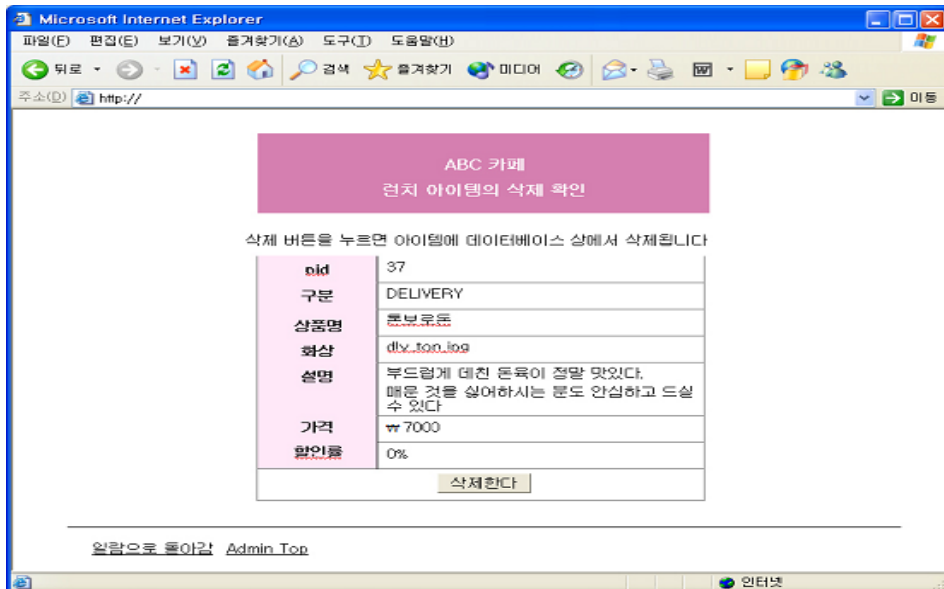 Microsoft Internet Explorer
파일(F) 편집(E) 보기(V) 즐겨찾기(A) 도구(T) 도움말(H)
뒤로 검색 즐겨찾기 미디어
주소(D) http:// 이동
ABC 카페
런치 아이템의 삭제 확인
삭제 버튼을 누르면 아이템에 데이터베이스 상에서 삭제됩니다
pid 37
구분 DELIVERY
상품명 톤보로돈
화상 dly_ton.jpg
설명 부드럽게 데친 돈육이 정말 맛있다.
매운 것을 싫어하시는 분도 안심하고 드실
수 있다
가격 ₩7000
할인률 0%
삭제한다
일람으로 돌아감 Admin Top
인터넷